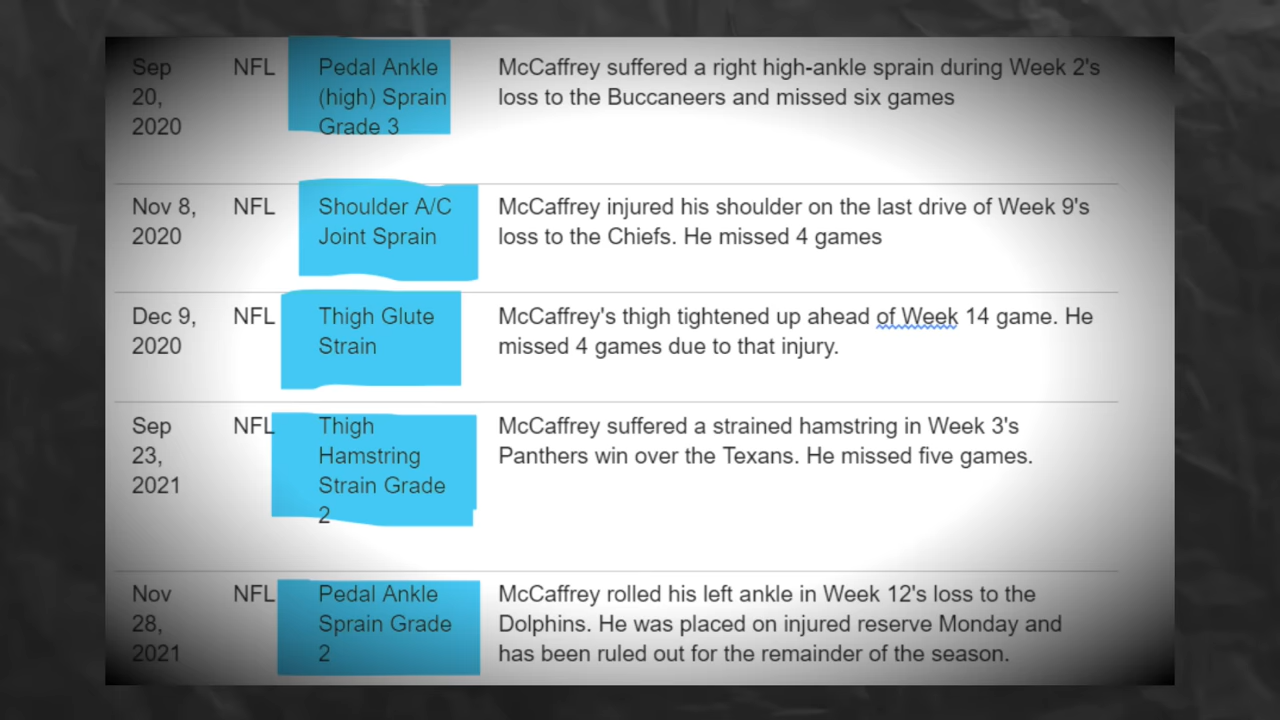 Sep NFL Pedal Ankle McCaffrey suffered a right high-ankle sprain during Week 2's
20, (high) Sprain loss to the Buccaneers and missed six games
2020 Grade 3
Nov 8, NFL Shoulder A/C McCaffrey injured his shoulder on the last drive of Week 9's
2020 Joint Sprain loss to the Chiefs. He missed 4 games
Dec 9, NFL Thigh Glute McCaffrey's thigh tightened up ahead of Week 14 game. He
2020 Strain missed 4 games due to that injury.
Sep NFL Thigh McCaffrey suffered a strained hamstring in Week 3's
23, Hamstring Panthers win over the Texans. He missed five games.
2021 Strain Grade
2
Nov NFL Pedal Ankle McCaffrey rolled his left ankle in Week 12's loss to the
28, Sprain Grade Dolphins. He was placed on injured reserve Monday and
2021 2 has been ruled out for the remainder of the season.